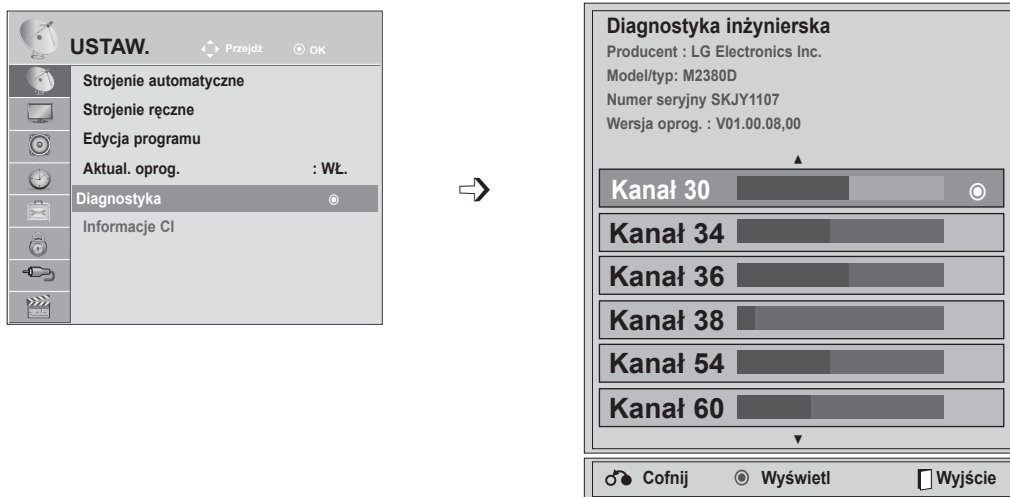 USTAW. Przejdź OK
Strojenie automatyczne
Strojenie ręczne
Edycja programu
Aktual. oprog. : WŁ.
Diagnostyka
Informacje CI
Diagnostyka inżynierska
Producent : LG Electronics Inc.
Model/typ: M2380D
Numer seryjny SKJY1107
Wersja oprog. : V01.00.08,00
Kanał 30
Kanał 34
Kanał 36
Kanał 38
Kanał 54
Kanał 60
Cofnij Wyświetl Wyjście